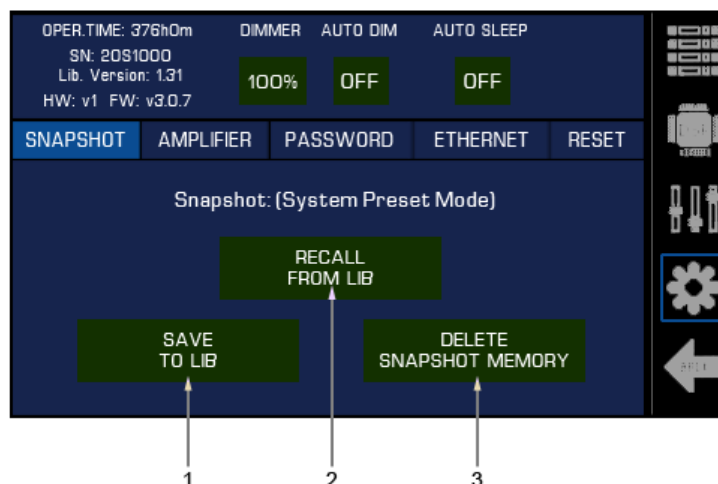 OPER.TIME: 376h0m
SN: 20S1000
Lib. Version: 1.31
HW: v1 FW: v3.0.7
DIMMER AUTO DIM AUTO SLEEP
100% OFF OFF
SNAPSHOT AMPLIFIER PASSWORD ETHERNET RESET
Snapshot: (System Preset Mode)
RECALL
FROM LIB
SAVE
TO LIB
DELETE
SNAPSHOT MEMORY
1 2 3